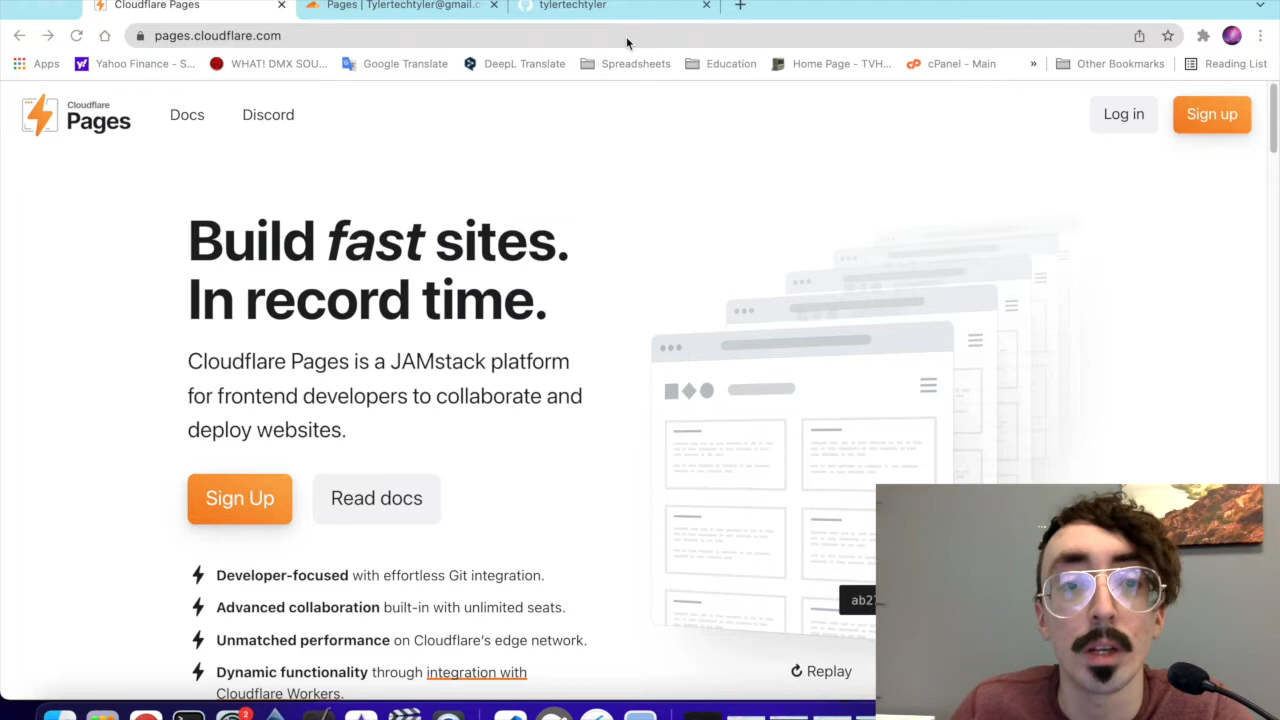 Cloudflare Pages
Pages | Tylertechtyler@gmail.c
tylertechtyler
pages.cloudflare.com
Apps
Yahoo Finance - S...
WHAT! DMX SOU...
Google Translate
DeepL Translate
Spreadsheets
Education
Home Page - TVH...
cPanel - Main
»
Other Bookmarks
Reading List
Cloudflare
Pages
Docs
Discord
Log in
Sign up
Build fast sites.
In record time.
Cloudflare Pages is a JAMstack platform
for frontend developers to collaborate and
deploy websites.
Sign Up
Read docs
Developer-focused with effortless Git integration.
Advanced collaboration built-in with unlimited seats.
Unmatched performance on Cloudflare's edge network.
Dynamic functionality through integration with
Cloudflare Workers.
Replay
2